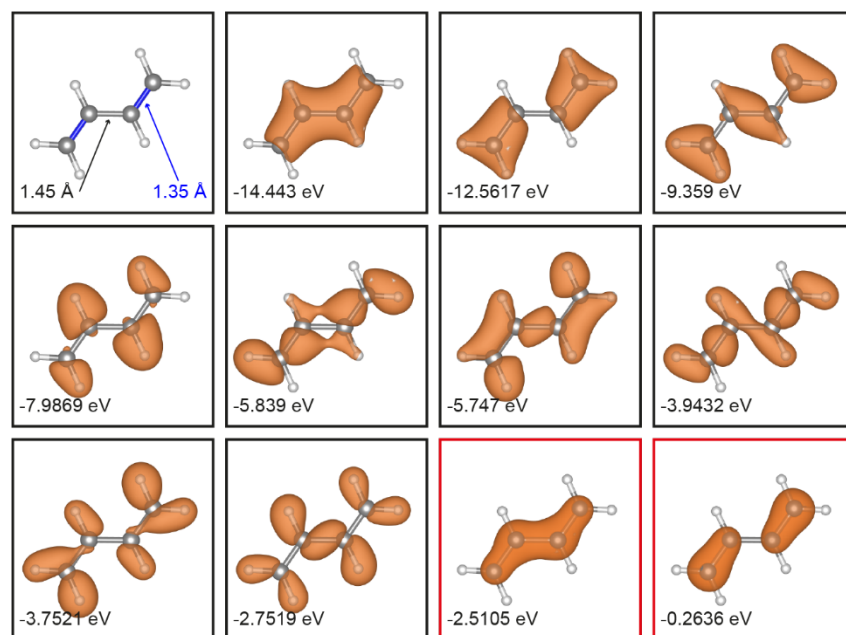 1.45 Å
1.35 Å
-14.443 eV
-12.5617 eV
-9.359 eV
-7.9869 eV
-5.839 eV
-5.747 eV
-3.9432 eV
-3.7521 eV
-2.7519 eV
-2.5105 eV
-0.2636 eV